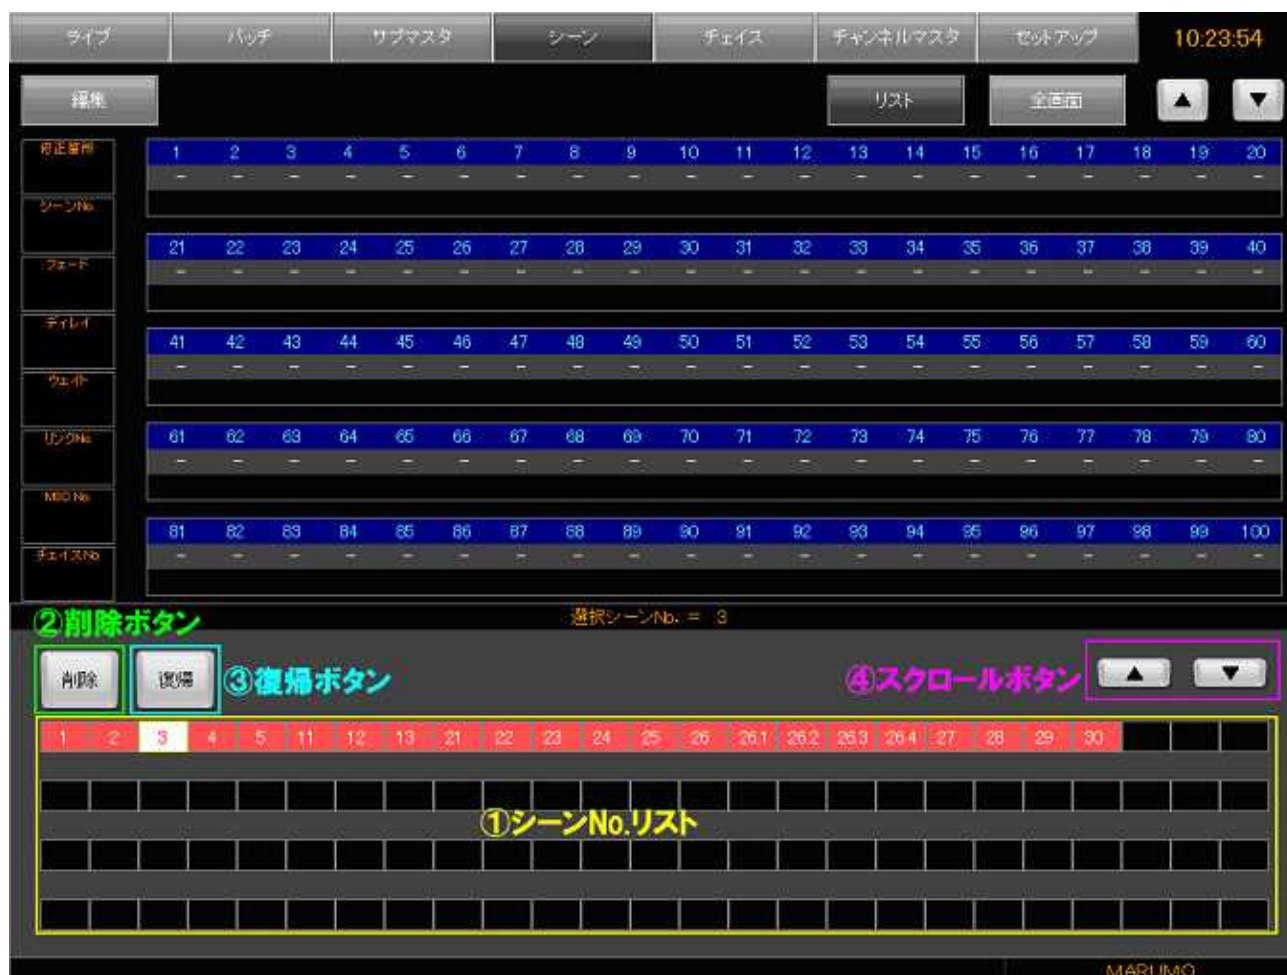 ライブ パッチ サブマスタ シーン チェイス チャンネルマスタ セットアップ 10:23:54
編集 リスト 全画面 ▲ ▼
修正箇所
1 2 3 4 5 6 7 8 9 10 11 12 13 14 15 16 17 18 19 20
- - - - - - - - - - - - - - - - - - - -
シーンNo.
21 22 23 24 25 26 27 28 29 30 31 32 33 34 35 36 37 38 39 40
フェード
- - - - - - - - - - - - - - - - - - - -
ディレイ
41 42 43 44 45 46 47 48 49 50 51 52 53 54 55 56 57 58 59 60
- - - - - - - - - - - - - - - - - - - -
ウェイト
リンクNo.
61 62 63 64 65 66 67 68 69 70 71 72 73 74 75 76 77 78 79 80
- - - - - - - - - - - - - - - - - - - -
No.
81 82 83 84 85 86 87 88 89 90 91 92 93 94 95 96 97 98 99 100
チェイスNo.
- - - - - - - - - - - - - - - - - - - -
②削除ボタン
選択シーンNo. = 3
削除 復帰 ③復帰ボタン ④スクロールボタン ▲ ▼
1 2 3 4 5 11 12 13 21 22 23 24 25 26 26.1 26.2 26.3 26.4 27 28 29 30
①シーンNo.リスト
MARUMO